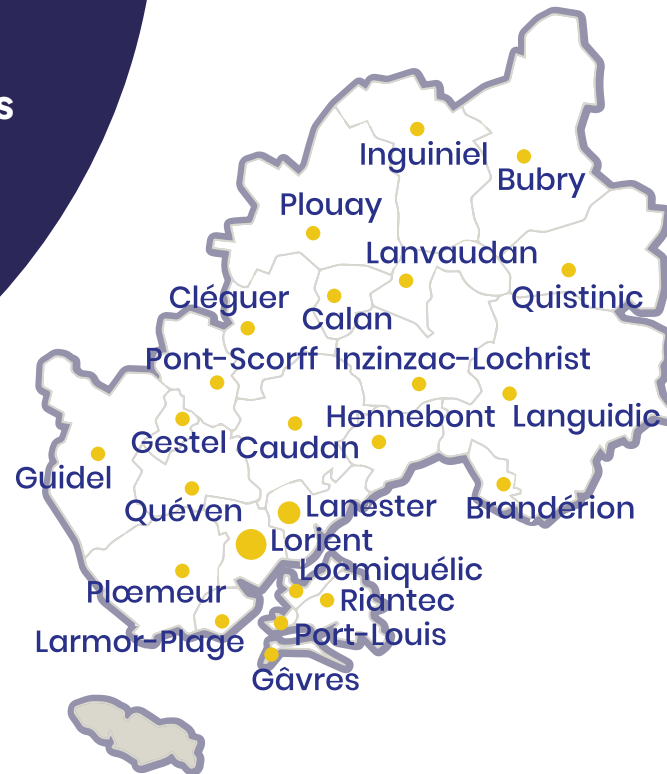 s
Inguiniel
Bubry
Plouay
Lanvaudan
Cléguer
Quistinic
Calan
Pont-Scorff
Inzinzac-Lochrist
Hennebont
Languidic
Gestel
Caudan
Guidel
Quéven
Lanester
Brandérion
Lorient
Locmiquélic
Plœmeur
Riantec
Larmor-Plage
Port-Louis
Gâvres